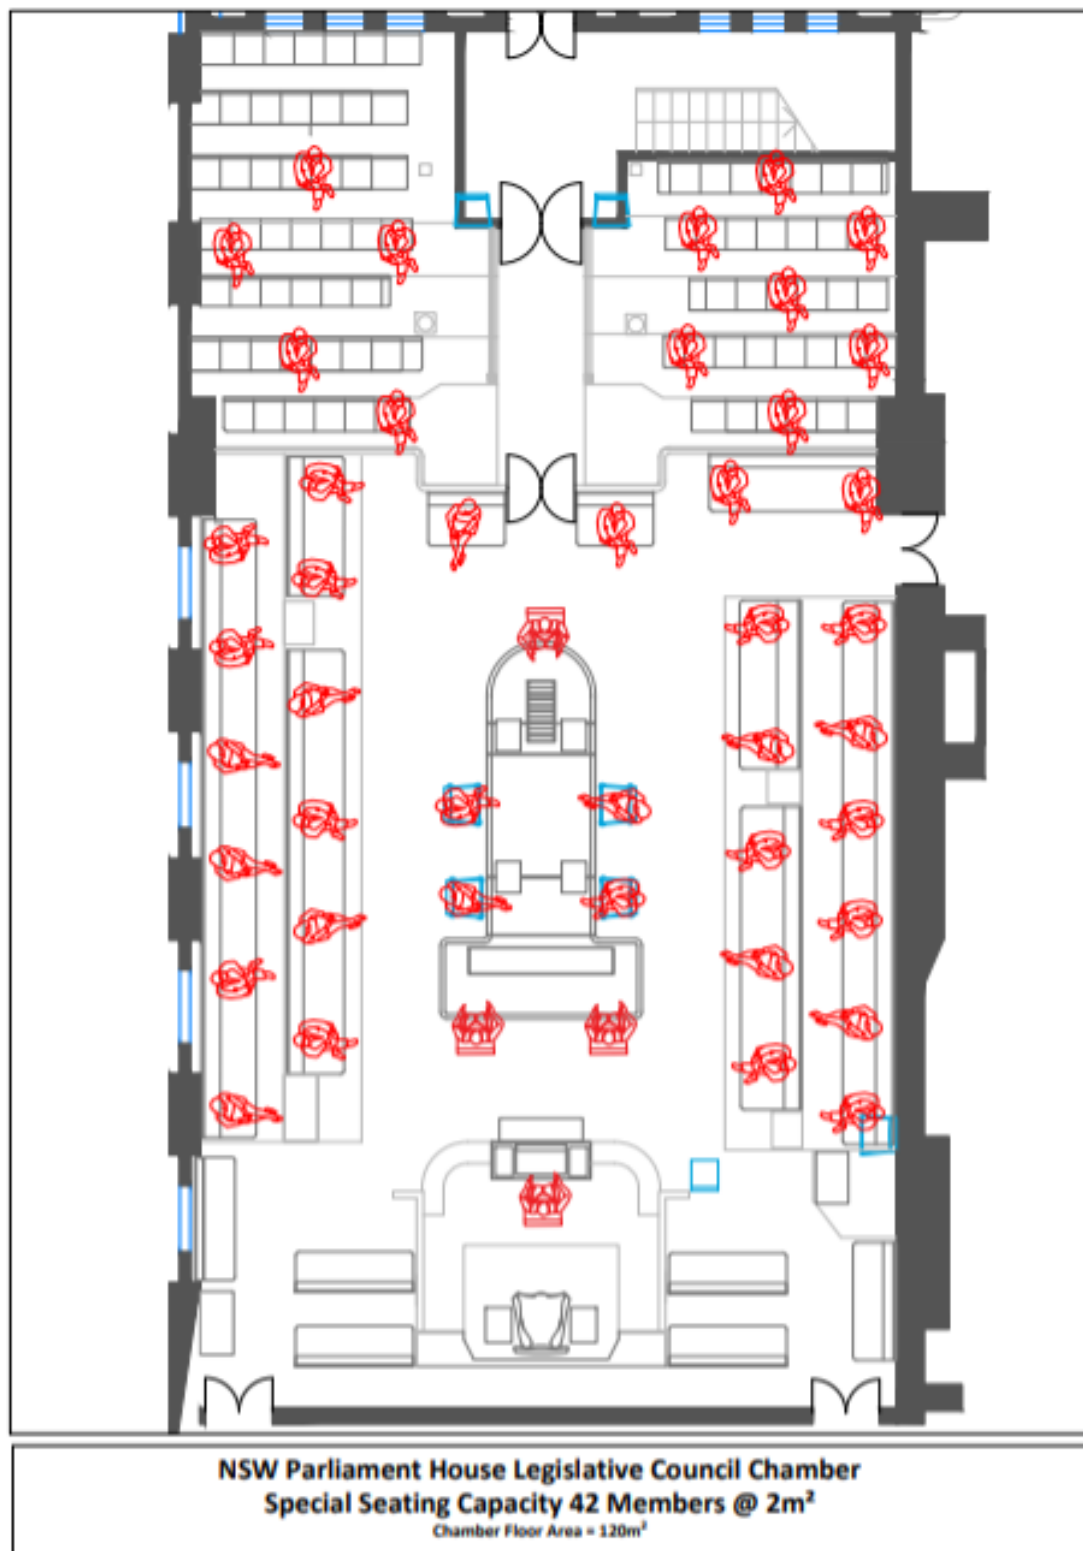 NSW Parliament House Legislative Council Chamber
Special Seating Capacity 42 Members @ 2m²
Chamber Floor Area = 120m²